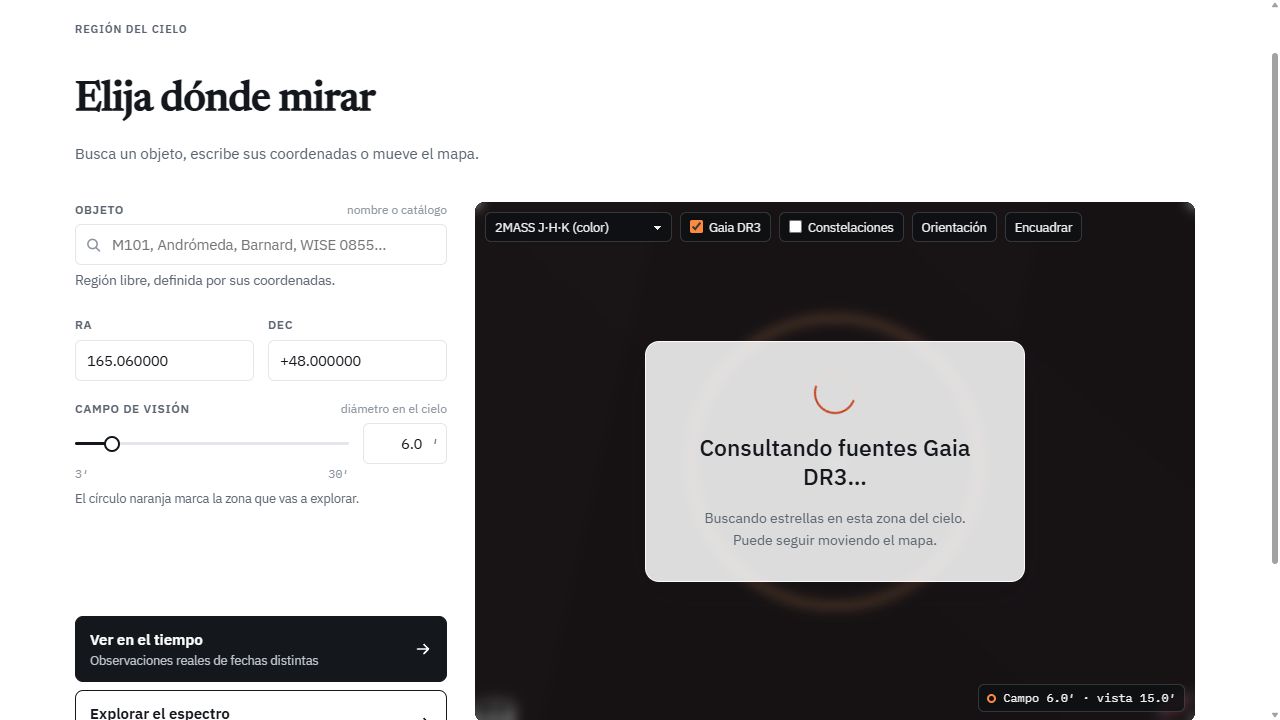 REGIÓN DEL CIELO
Elija dónde mirar
Busca un objeto, escribe sus coordenadas o mueve el mapa.
OBJETO
nombre o catálogo
M101, Andrómeda, Barnard, WISE 0855...
Región libre, definida por sus coordenadas.
RA
DEC
165.060000
+48.000000
CAMPO DE VISIÓN
diámetro en el cielo
6.0 ′
3′
30′
El círculo naranja marca la zona que vas a explorar.
Ver en el tiempo
Observaciones reales de fechas distintas
Explorar el espectro
2MASS J·H·K (color)
Gaia DR3
Constelaciones
Orientación
Encuadrar
Consultando fuentes Gaia
DR3...
Buscando estrellas en esta zona del cielo.
Puede seguir moviendo el mapa.
Campo 6.0′ · vista 15.0′